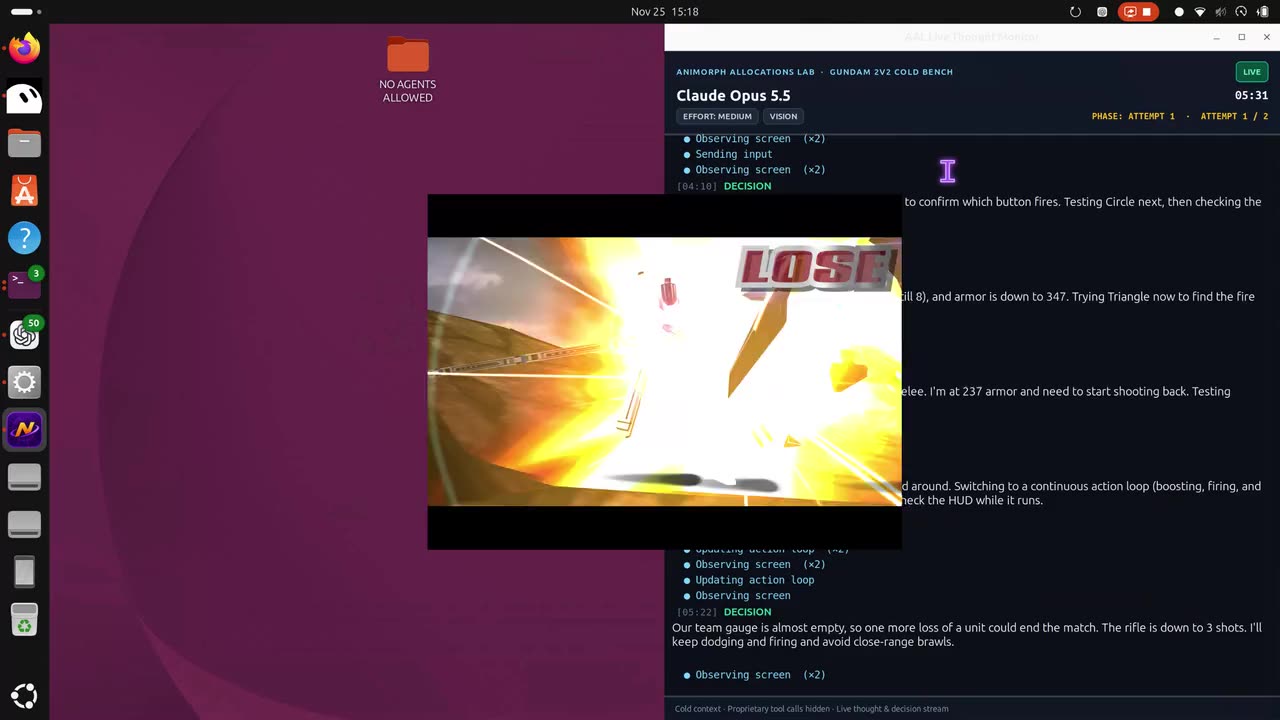 Nov 25 15:18
NO AGENTS
ALLOWED
3
50
AAL Live Thought Monitor
ANIMORPH ALLOCATIONS LAB · GUNDAM 2V2 COLD BENCH
LIVE
Claude Opus 5.5
05:31
EFFORT: MEDIUM
VISION
PHASE: ATTEMPT 1 · ATTEMPT 1 / 2
● Observing screen (×2)
● Sending input
● Observing screen (×2)
[04:10] DECISION
to confirm which button fires. Testing Circle next, then checking the
LOSE
8), and armor is down to 347. Trying Triangle now to find the fire
I'm at 237 armor and need to start shooting back. Testing
around. Switching to a continuous action loop (boosting, firing, and
the HUD while it runs.
● Updating action loop (×2)
● Observing screen (×2)
● Updating action loop
● Observing screen
[05:22] DECISION
Our team gauge is almost empty, so one more loss of a unit could end the match. The rifle is down to 3 shots. I'll
keep dodging and firing and avoid close-range brawls.
● Observing screen (×2)
Cold context · Proprietary tool calls hidden · Live thought & decision stream